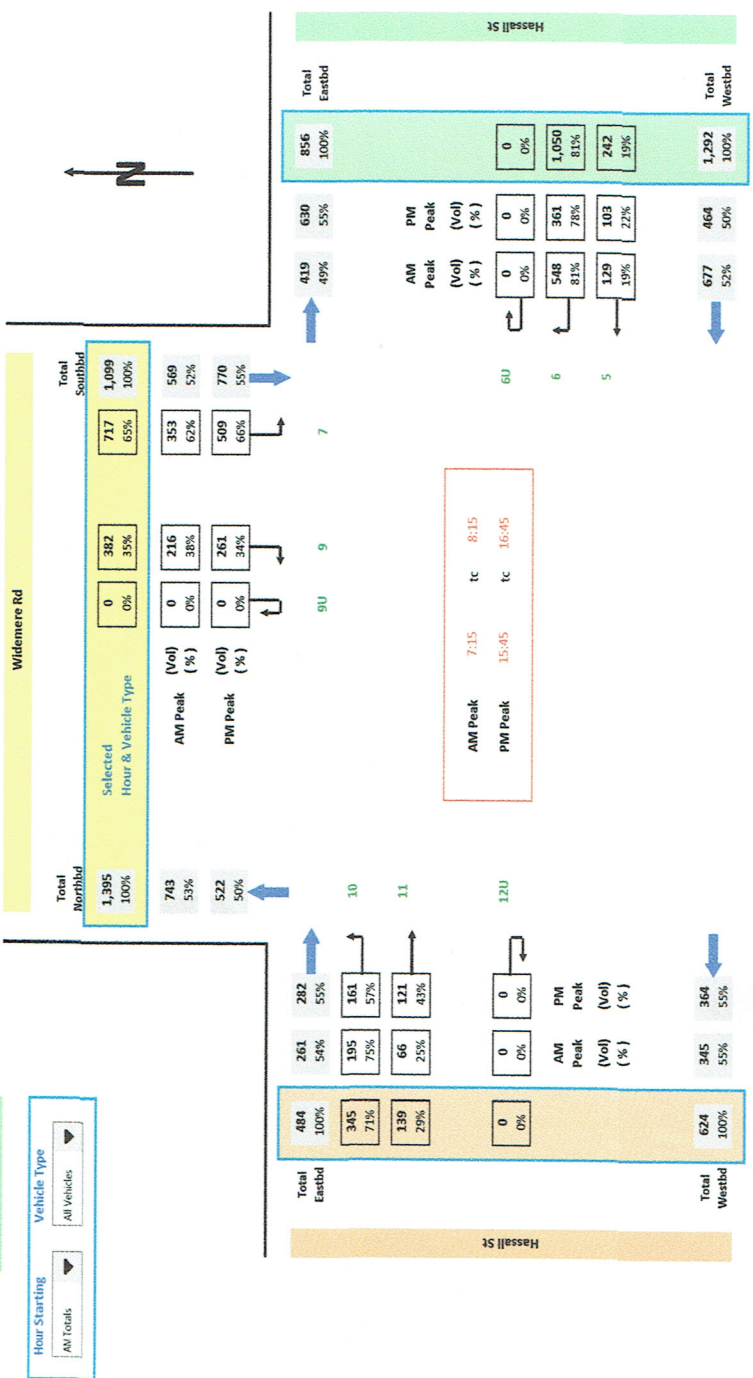 Widemere Rd
N
Hour Starting
Vehicle Type
AM Totals
All Vehicles
Total
Northbd
1,395
100%
Selected
Hour & Vehicle Type
0
0%
382
35%
717
65%
Total
Southbd
1,099
100%
743
53%
AM Peak
(Vol)
( % )
0
0%
216
38%
353
62%
569
52%
522
50%
PM Peak
(Vol)
( % )
0
0%
261
34%
509
66%
770
55%
9U
9
7
Hassall St
Total
Eastbd
484
100%
261
54%
282
55%
345
71%
195
75%
161
57%
10
139
29%
66
25%
121
43%
11
0
0%
0
0%
0
0%
12U
AM
Peak
(Vol)
( % )
PM
Peak
(Vol)
( % )
Total
Westbd
624
100%
345
55%
364
55%
AM Peak
7:15
tc
8:15
PM Peak
15:45
tc
16:45
419
49%
630
55%
856
100%
Total
Eastbd
AM
Peak
(Vol)
( % )
PM
Peak
(Vol)
( % )
6U
0
0%
0
0%
0
0%
6
548
81%
361
78%
1,050
81%
5
129
19%
103
22%
242
19%
677
52%
464
50%
1,292
100%
Total
Westbd
Hassall St